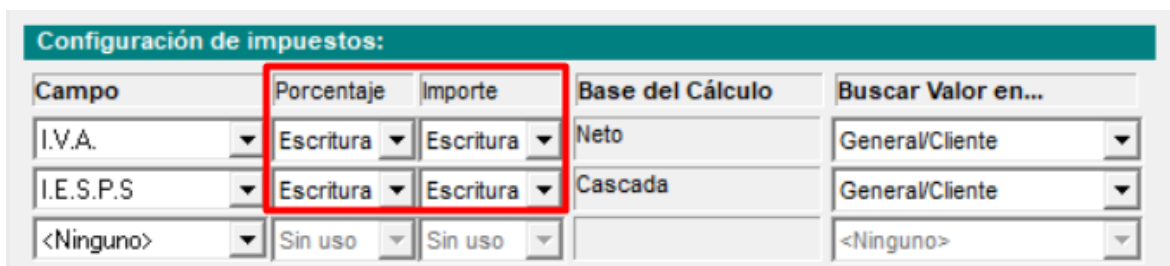 Configuración de impuestos:
Campo Porcentaje Importe Base del Cálculo Buscar Valor en...
I.V.A. Escritura Escritura Neto General/Cliente
I.E.S.P.S Escritura Escritura Cascada General/Cliente
<Ninguno> Sin uso Sin uso <Ninguno>